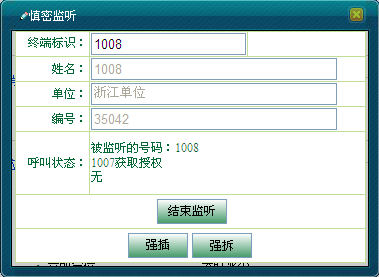 慎密监听
终端标识： 1008
姓名： 1008
单位： 浙江单位
编号： 35042
呼叫状态： 被监听的号码：1008
1007获取授权
无
结束监听
强插 强拆